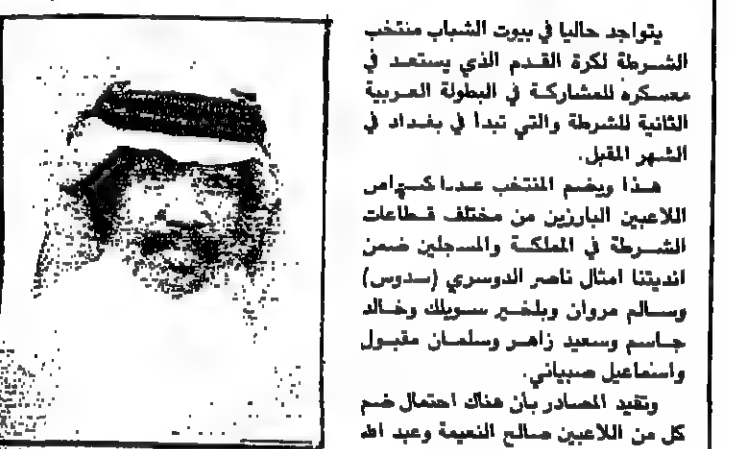 يتواجد حاليا في بيوت الشباب منتخب
الشرطة لكرة القدم الذي يستعد في
معسكره للمشاركة في البطولة العربية
الثانية للشرطة والتي تبدأ في بغداد في
الشهر المقبل.
هذا ويضم المنتخب عددا كبيرا من
اللاعبين البارزين من مختلف قطاعات
الشرطة في المملكة والمسجلين ضمن
انديتنا امثال ناصر الدوسري (سدوس)
وسالم مروان وبلخير سويلك وخالد
جاسم وسعيد زاهر وسلمان مقبول
واسماعيل صبياني.
وتفيد المصادر بأن هناك احتمال ضم
كل من اللاعبين صالح النعيمة وعبد الله